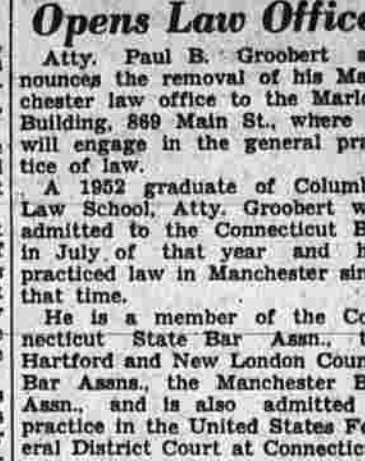 Opens Law Office
Atty. Paul B. Groobert
nounces the removal of his Ma
chester law office to the Marlo
Building, 869 Main St., where
will engage in the general pra
tice of law.
A 1952 graduate of Columb
Law School, Atty. Groobert w
admitted to the Connecticut B
in July of that year and h
practiced law in Manchester sin
that time.
He is a member of the Co
necticut State Bar Assn., t
Hartford and New London Coun
Bar Assns., the Manchester B
Assn., and is also admitted
practice in the United States Fe
eral District Court at Connectic